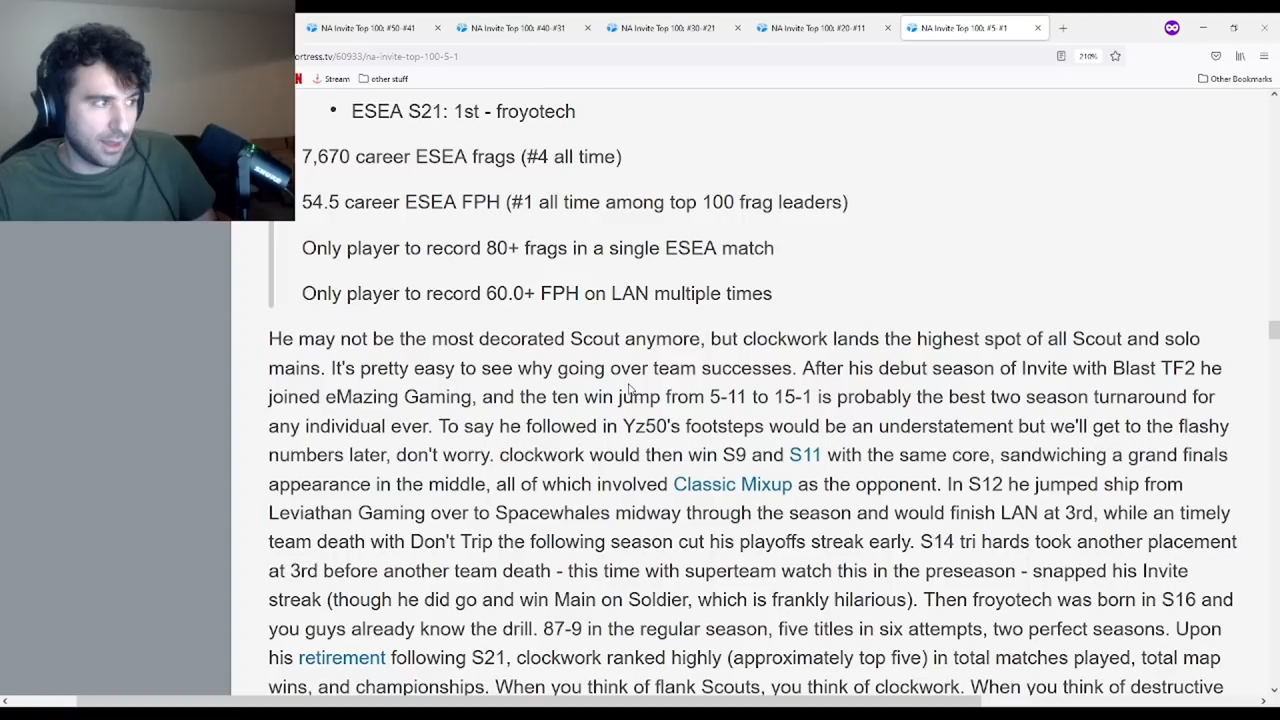 NA Invite Top 100: #50-#41
NA Invite Top 100: #40-#31
NA Invite Top 100: #30-#21
NA Invite Top 100: #20-#11
NA Invite Top 100: #5-#1
ortress.tv/60933/na-invite-top-100-5-1
210%
Stream
other stuff
Other Bookmarks
• ESEA S21: 1st - froyotech
7,670 career ESEA frags (#4 all time)
54.5 career ESEA FPH (#1 all time among top 100 frag leaders)
Only player to record 80+ frags in a single ESEA match
Only player to record 60.0+ FPH on LAN multiple times
He may not be the most decorated Scout anymore, but clockwork lands the highest spot of all Scout and solo
mains. It's pretty easy to see why going over team successes. After his debut season of Invite with Blast TF2 he
joined eMazing Gaming, and the ten win jump from 5-11 to 15-1 is probably the best two season turnaround for
any individual ever. To say he followed in Yz50's footsteps would be an understatement but we'll get to the flashy
numbers later, don't worry. clockwork would then win S9 and S11 with the same core, sandwiching a grand finals
appearance in the middle, all of which involved Classic Mixup as the opponent. In S12 he jumped ship from
Leviathan Gaming over to Spacewhales midway through the season and would finish LAN at 3rd, while an timely
team death with Don't Trip the following season cut his playoffs streak early. S14 tri hards took another placement
at 3rd before another team death - this time with superteam watch this in the preseason - snapped his Invite
streak (though he did go and win Main on Soldier, which is frankly hilarious). Then froyotech was born in S16 and
you guys already know the drill. 87-9 in the regular season, five titles in six attempts, two perfect seasons. Upon
his retirement following S21, clockwork ranked highly (approximately top five) in total matches played, total map
wins, and championships. When you think of flank Scouts, you think of clockwork. When you think of destructive